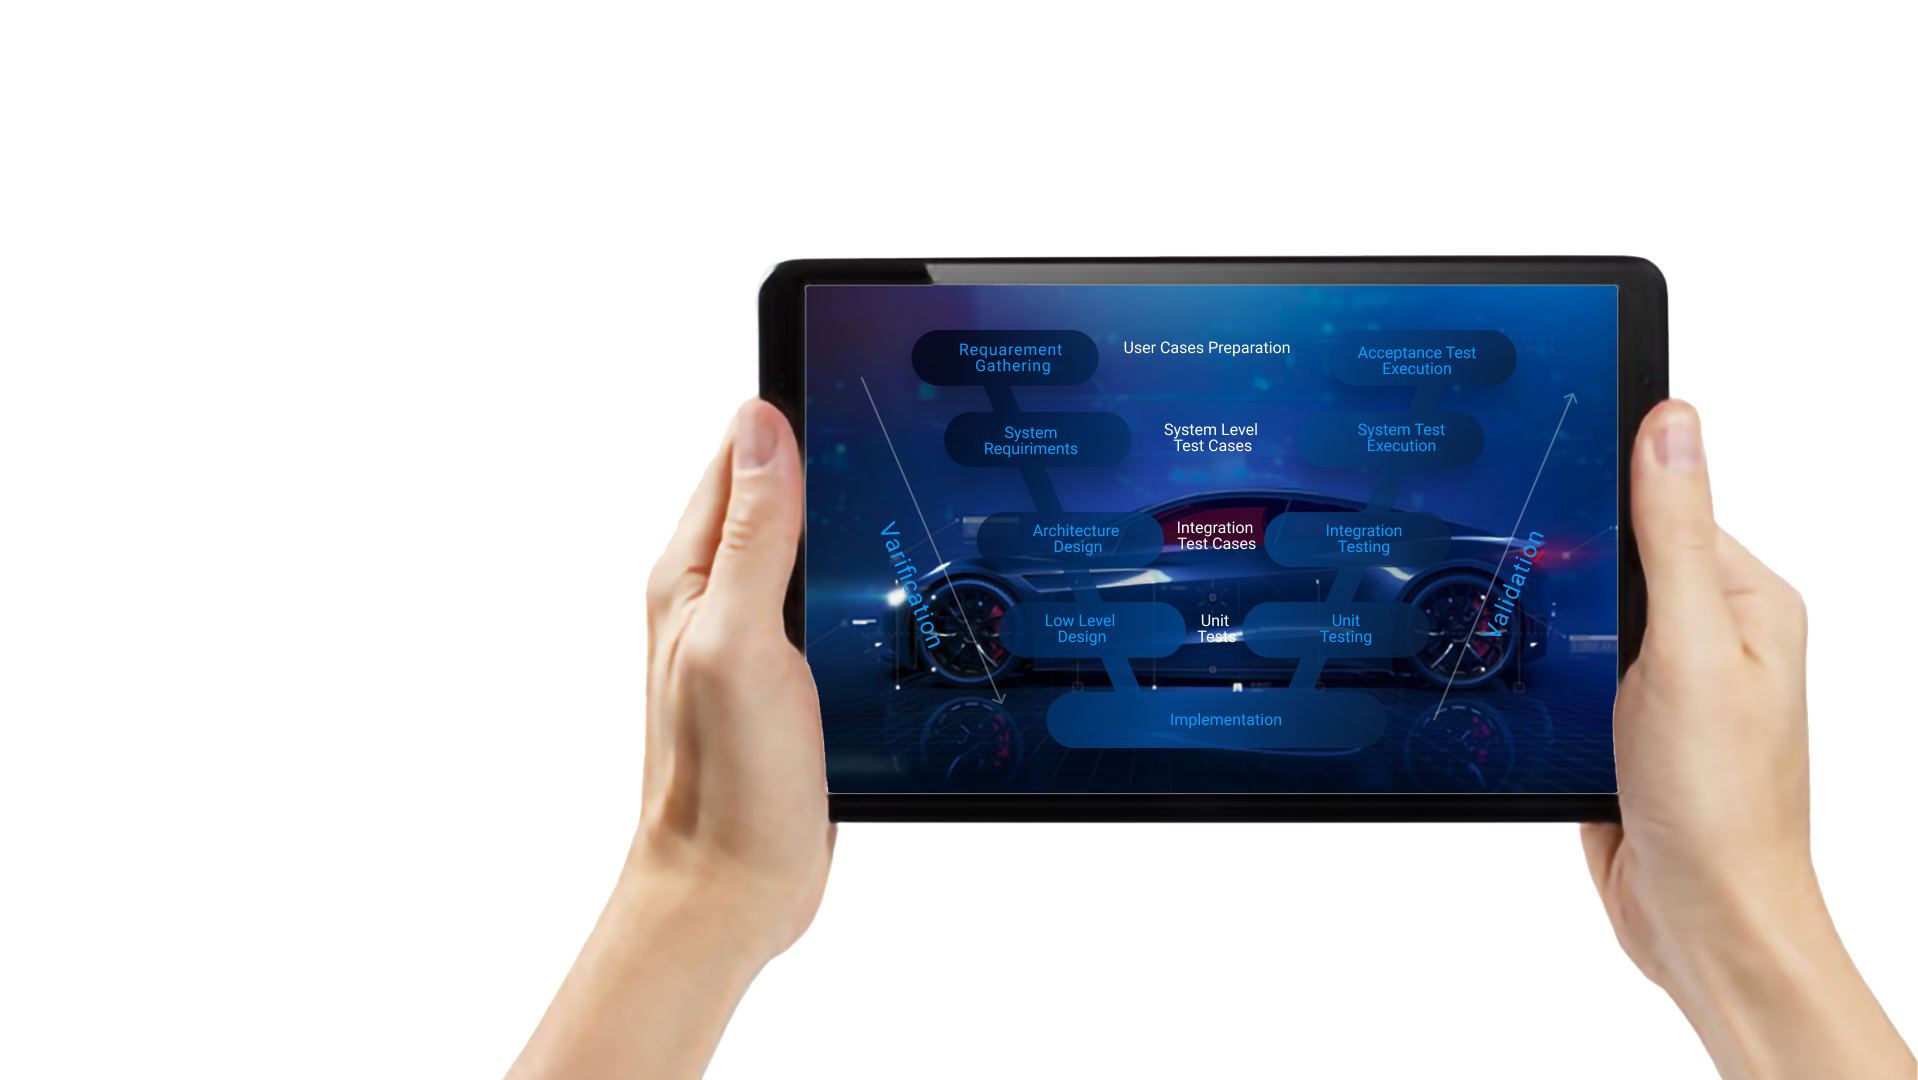 Requarement
Gathering
User Cases Preparation
Acceptance Test
Execution
System
Requiriments
System Level
Test Cases
System Test
Execution
Architecture
Design
Integration
Test Cases
Integration
Testing
Varification
Validation
Low Level
Design
Unit
Tests
Unit
Testing
Implementation